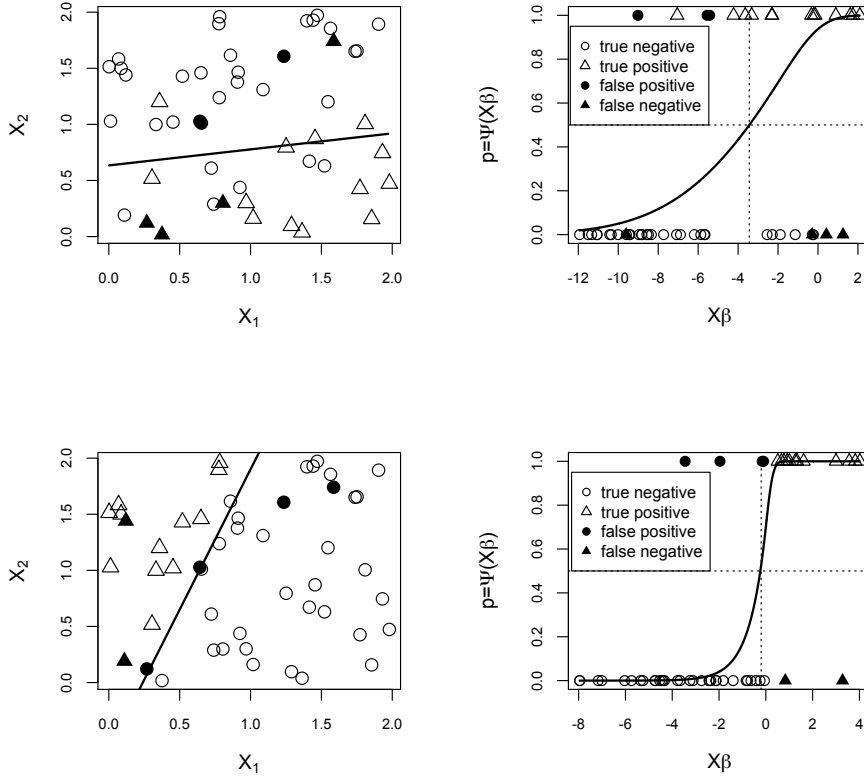 0.0 0.5 1.0 1.5 2.0
X2
0.0 0.5 1.0 1.5 2.0
X1
0.0 0.2 0.4 0.6 0.8 1.0
p=Ψ(Xβ)
true negative
true positive
false positive
false negative
-12 -10 -8 -6 -4 -2 0 2
Xβ
0.0 0.5 1.0 1.5 2.0
X2
0.0 0.5 1.0 1.5 2.0
X1
0.0 0.2 0.4 0.6 0.8 1.0
p=Ψ(Xβ)
true negative
true positive
false positive
false negative
-8 -6 -4 -2 0 2 4
Xβ